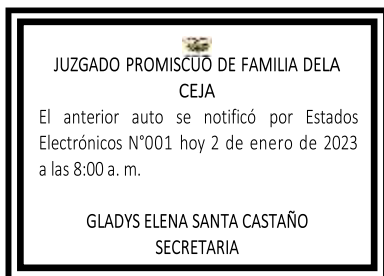 JUZGADO PROMISCUO DE FAMILIA DELA
CEJA
El anterior auto se notificó por Estados
Electrónicos N°001 hoy 2 de enero de 2023
a las 8:00 a. m.
GLADYS ELENA SANTA CASTAÑO
SECRETARIA